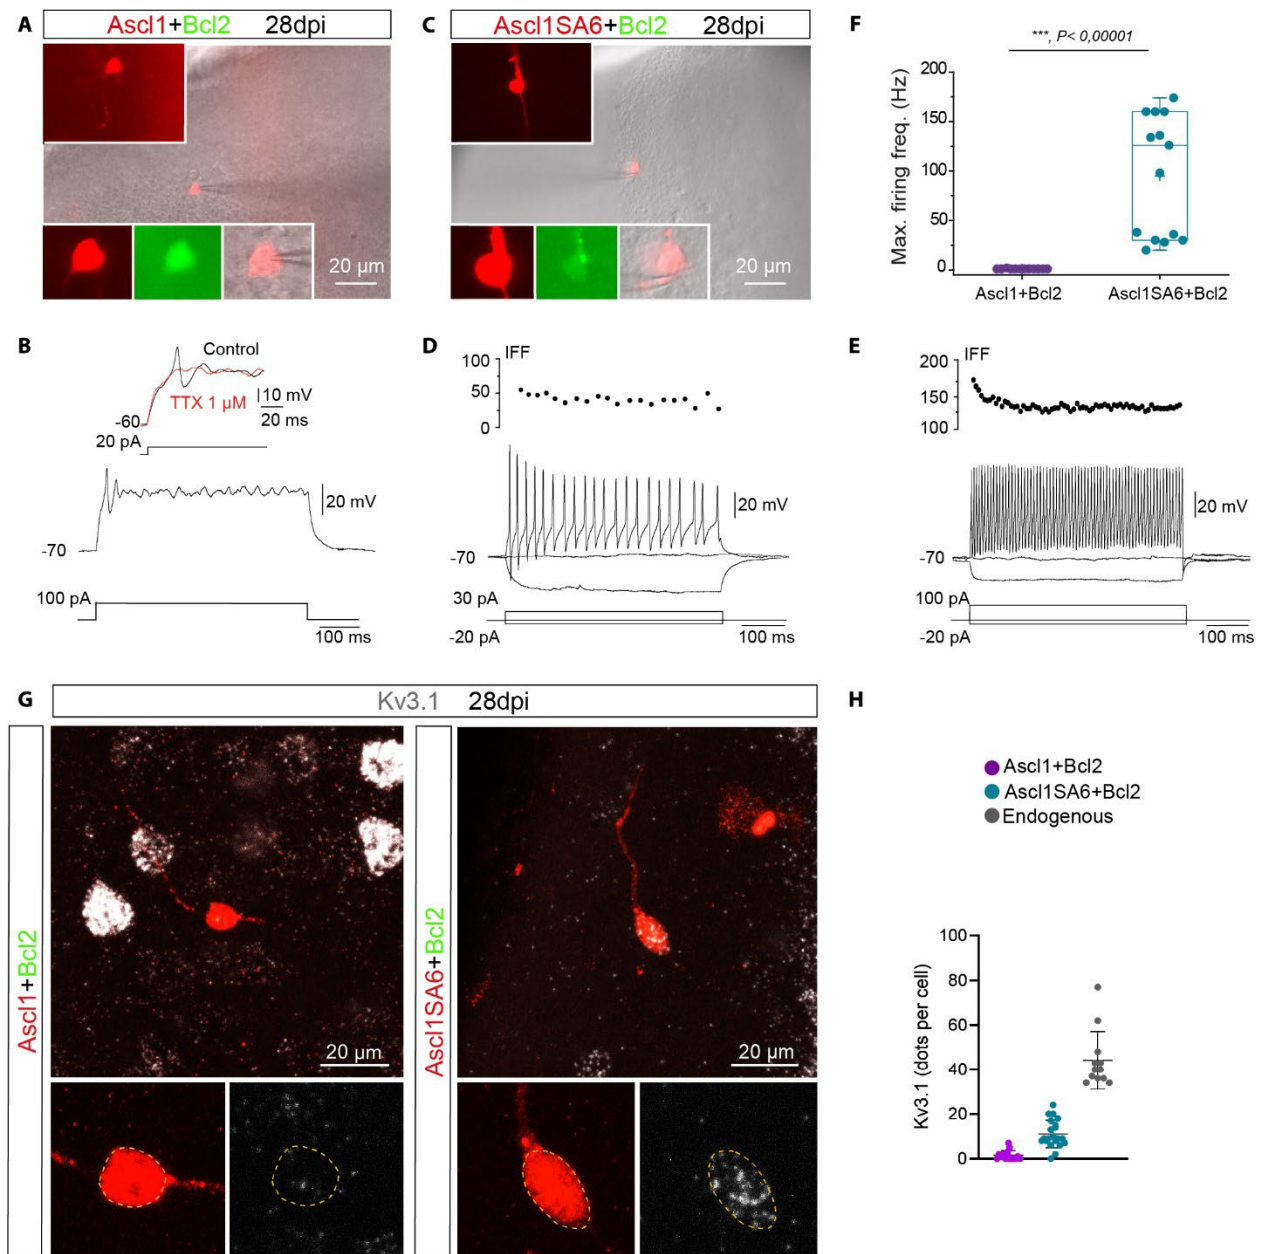 A
Ascl1+Bcl2 28dpi
20 µm
C
Ascl1SA6+Bcl2 28dpi
20 µm
F
***, P< 0,00001
Max. firing freq. (Hz)
200
150
100
50
0
Ascl1+Bcl2
Ascl1SA6+Bcl2
B
Control
TTX 1 µM
10 mV
20 ms
-60
20 pA
20 mV
-70
100 pA
100 ms
D
IFF
100
50
0
20 mV
-70
30 pA
-20 pA
100 ms
E
IFF
200
150
100
20 mV
-70
100 pA
-20 pA
100 ms
G
Kv3.1 28dpi
Ascl1+Bcl2
20 µm
Ascl1SA6+Bcl2
20 µm
H
Ascl1+Bcl2
Ascl1SA6+Bcl2
Endogenous
Kv3.1 (dots per cell)
100
80
60
40
20
0